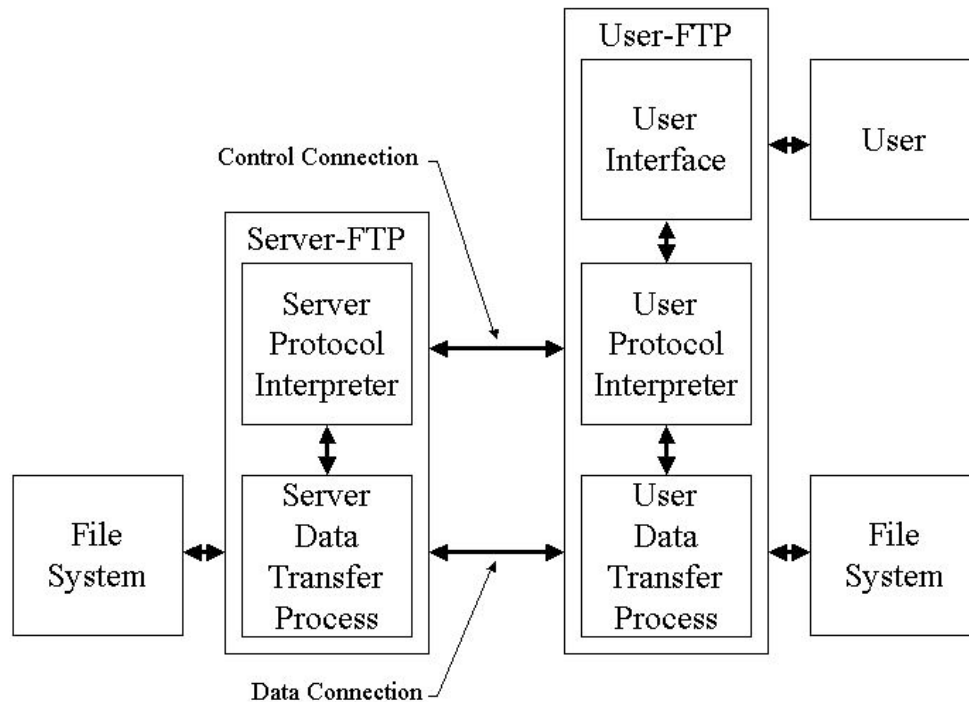 User-FTP
User
Interface
User
Control Connection
Server-FTP
Server
Protocol
Interpreter
User
Protocol
Interpreter
File
System
Server
Data
Transfer
Process
User
Data
Transfer
Process
File
System
Data Connection